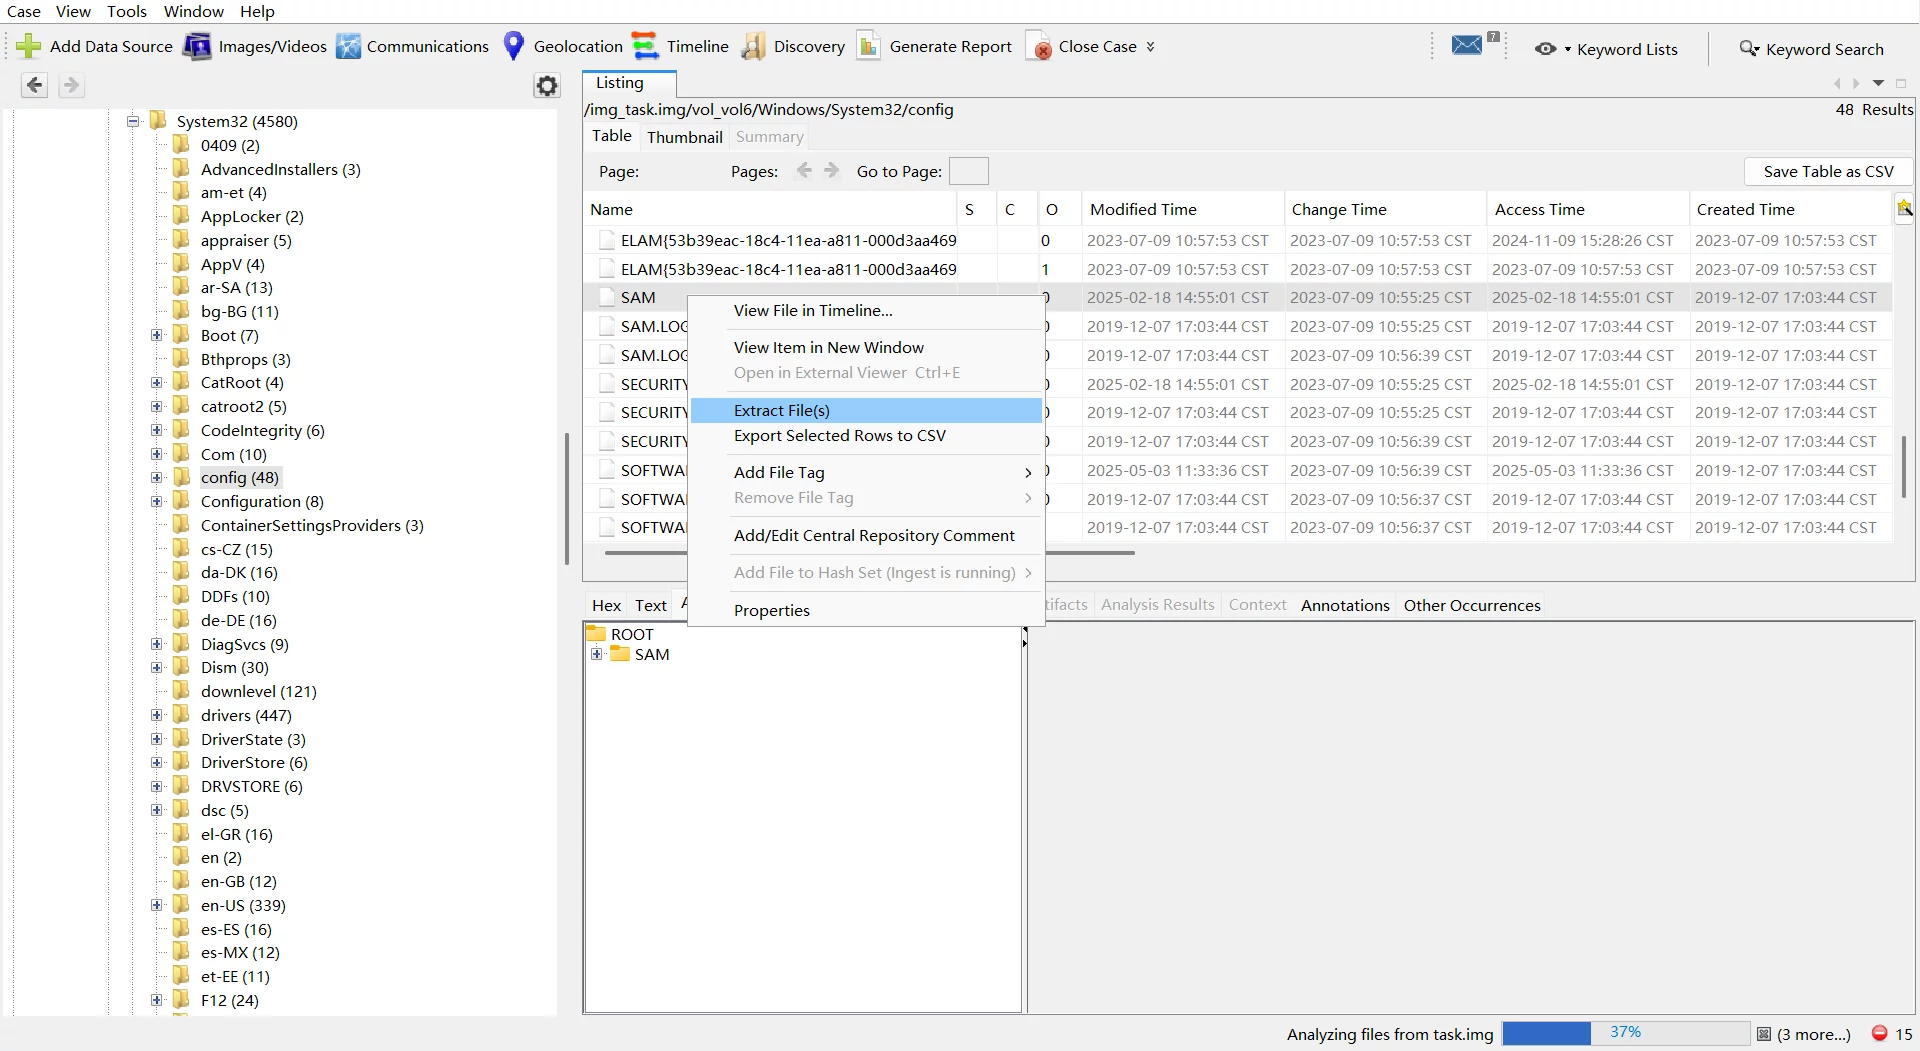 Case View Tools Window Help
Add Data Source Images/Videos Communications Geolocation Timeline Discovery Generate Report Close Case 7 Keyword Lists Keyword Search
Listing
/img_task.img/vol_vol6/Windows/System32/config 48 Results
Table Thumbnail Summary
Page: Pages: Go to Page: Save Table as CSV
Name S C O Modified Time Change Time Access Time Created Time
ELAM{53b39eac-18c4-11ea-a811-000d3aa469 0 2023-07-09 10:57:53 CST 2023-07-09 10:57:53 CST 2024-11-09 15:28:26 CST 2023-07-09 10:57:53 CST
ELAM{53b39eac-18c4-11ea-a811-000d3aa469 1 2023-07-09 10:57:53 CST 2023-07-09 10:57:53 CST 2023-07-09 10:57:53 CST 2023-07-09 10:57:53 CST
SAM 0 2025-02-18 14:55:01 CST 2023-07-09 10:55:25 CST 2025-02-18 14:55:01 CST 2019-12-07 17:03:44 CST
SAM.LOG 0 2019-12-07 17:03:44 CST 2023-07-09 10:55:25 CST 2019-12-07 17:03:44 CST 2019-12-07 17:03:44 CST
SAM.LOG 0 2019-12-07 17:03:44 CST 2023-07-09 10:56:39 CST 2019-12-07 17:03:44 CST 2019-12-07 17:03:44 CST
SECURITY 0 2025-02-18 14:55:01 CST 2023-07-09 10:55:25 CST 2025-02-18 14:55:01 CST 2019-12-07 17:03:44 CST
SECURITY 0 2019-12-07 17:03:44 CST 2023-07-09 10:55:25 CST 2019-12-07 17:03:44 CST 2019-12-07 17:03:44 CST
SECURITY 0 2019-12-07 17:03:44 CST 2023-07-09 10:56:39 CST 2019-12-07 17:03:44 CST 2019-12-07 17:03:44 CST
SOFTWA 0 2025-05-03 11:33:36 CST 2023-07-09 10:56:39 CST 2025-05-03 11:33:36 CST 2019-12-07 17:03:44 CST
SOFTWA 0 2019-12-07 17:03:44 CST 2023-07-09 10:56:37 CST 2019-12-07 17:03:44 CST 2019-12-07 17:03:44 CST
SOFTWA 2019-12-07 17:03:44 CST 2023-07-09 10:56:37 CST 2019-12-07 17:03:44 CST 2019-12-07 17:03:44 CST
View File in Timeline...
View Item in New Window
Open in External Viewer Ctrl+E
Extract File(s)
Export Selected Rows to CSV
Add File Tag
Remove File Tag
Add/Edit Central Repository Comment
Add File to Hash Set (Ingest is running)
Properties
Hex Text tifacts Analysis Results Context Annotations Other Occurrences
ROOT
SAM
System32 (4580)
0409 (2)
AdvancedInstallers (3)
am-et (4)
AppLocker (2)
appraiser (5)
AppV (4)
ar-SA (13)
bg-BG (11)
Boot (7)
Bthprops (3)
CatRoot (4)
catroot2 (5)
CodeIntegrity (6)
Com (10)
config (48)
Configuration (8)
ContainerSettingsProviders (3)
cs-CZ (15)
da-DK (16)
DDFs (10)
de-DE (16)
DiagSvcs (9)
Dism (30)
downlevel (121)
drivers (447)
DriverState (3)
DriverStore (6)
DRVSTORE (6)
dsc (5)
el-GR (16)
en (2)
en-GB (12)
en-US (339)
es-ES (16)
es-MX (12)
et-EE (11)
F12 (24)
Analyzing files from task.img 37% (3 more...) 15